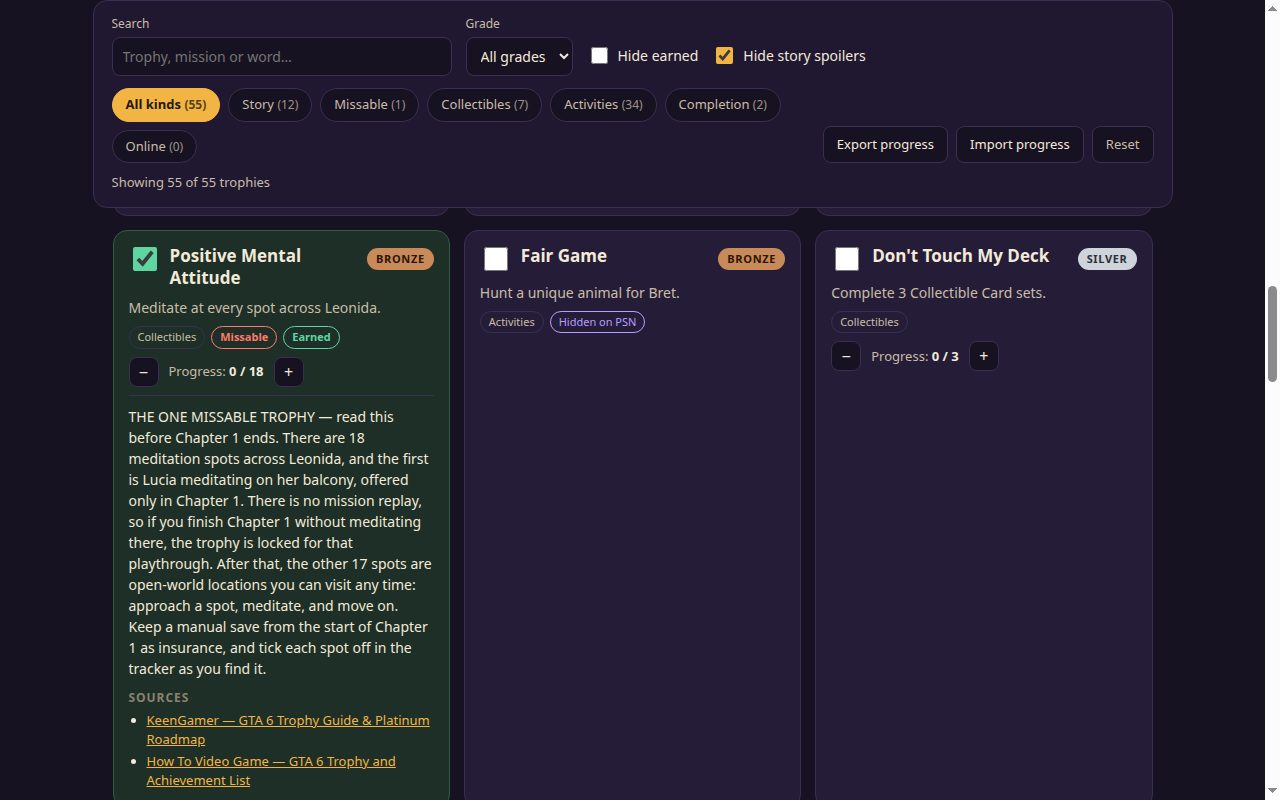 Search
Grade
Trophy, mission or word...
All grades
Hide earned
Hide story spoilers
All kinds (55)
Story (12)
Missable (1)
Collectibles (7)
Activities (34)
Completion (2)
Online (0)
Export progress
Import progress
Reset
Showing 55 of 55 trophies
Positive Mental
Attitude
BRONZE
Meditate at every spot across Leonida.
Collectibles
Missable
Earned
− Progress: 0 / 18 +
THE ONE MISSABLE TROPHY — read this
before Chapter 1 ends. There are 18
meditation spots across Leonida, and the first
is Lucia meditating on her balcony, offered
only in Chapter 1. There is no mission replay,
so if you finish Chapter 1 without meditating
there, the trophy is locked for that
playthrough. After that, the other 17 spots are
open-world locations you can visit any time:
approach a spot, meditate, and move on.
Keep a manual save from the start of Chapter
1 as insurance, and tick each spot off in the
tracker as you find it.
SOURCES
KeenGamer — GTA 6 Trophy Guide & Platinum
Roadmap
How To Video Game — GTA 6 Trophy and
Achievement List
Fair Game
BRONZE
Hunt a unique animal for Bret.
Activities
Hidden on PSN
Don't Touch My Deck
SILVER
Complete 3 Collectible Card sets.
Collectibles
− Progress: 0 / 3 +